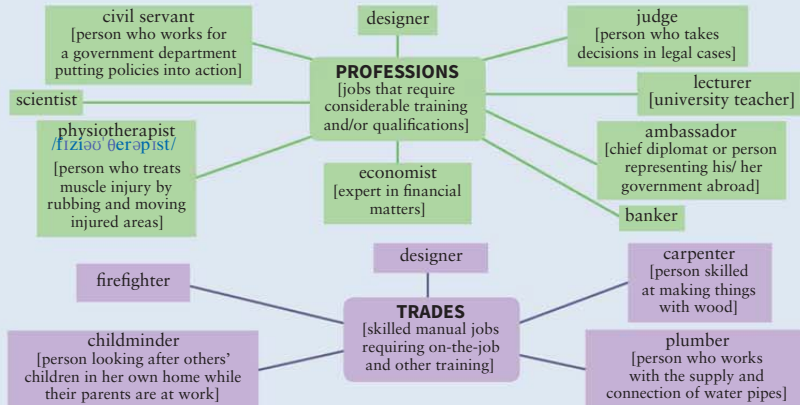 civil servant
[person who works for
a government department
putting policies into action]
designer
judge
[person who takes
decisions in legal cases]
PROFESSIONS
[jobs that require
considerable training
and/or qualifications]
scientist
lecturer
[university teacher]
physiotherapist
/fɪziəʊˈθerəpɪst/
[person who treats
muscle injury by
rubbing and moving
injured areas]
economist
[expert in financial
matters]
ambassador
[chief diplomat or person
representing his/ her
government abroad]
banker
firefighter
designer
carpenter
[person skilled
at making things
with wood]
TRADES
[skilled manual jobs
requiring on-the-job
and other training]
childminder
[person looking after others’
children in her own home while
their parents are at work]
plumber
[person who works
with the supply and
connection of water pipes]